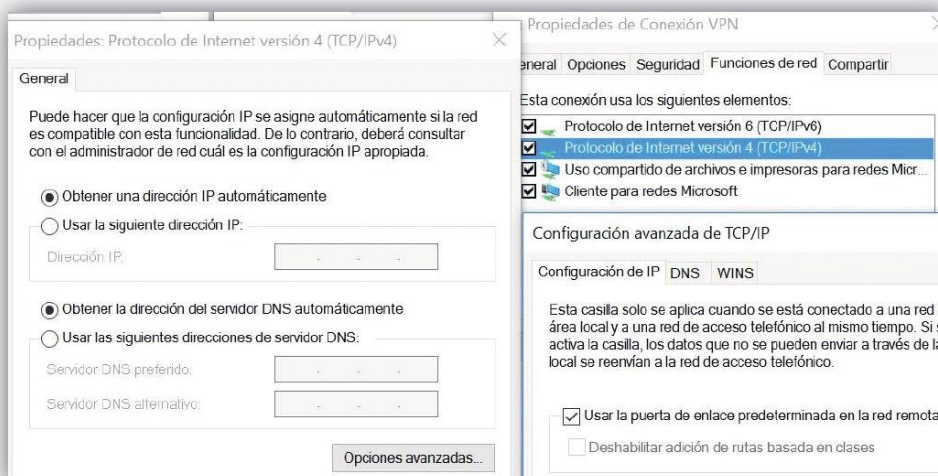 Propiedades: Protocolo de Internet versión 4 (TCP/IPv4)
General
Puede hacer que la configuración IP se asigne automáticamente si la red
es compatible con esta funcionalidad. De lo contrario, deberá consultar
con el administrador de red cuál es la configuración IP apropiada.
Obtener una dirección IP automáticamente
Usar la siguiente dirección IP:
Dirección IP:
Obtener la dirección del servidor DNS automáticamente
Usar las siguientes direcciones de servidor DNS:
Servidor DNS preferido:
Servidor DNS alternativo:
Opciones avanzadas...
Propiedades de Conexión VPN
eneral Opciones Seguridad Funciones de red Compartir
Esta conexión usa los siguientes elementos:
Protocolo de Internet versión 6 (TCP/IPv6)
Protocolo de Internet versión 4 (TCP/IPv4)
Uso compartido de archivos e impresoras para redes Micr...
Cliente para redes Microsoft
Configuración avanzada de TCP/IP
Configuración de IP DNS WINS
Esta casilla solo se aplica cuando se está conectado a una red
área local y a una red de acceso telefónico al mismo tiempo. Si
activa la casilla, los datos que no se pueden enviar a través de la
local se reenvían a la red de acceso telefónico.
Usar la puerta de enlace predeterminada en la red remota
Deshabilitar adición de rutas basada en clases